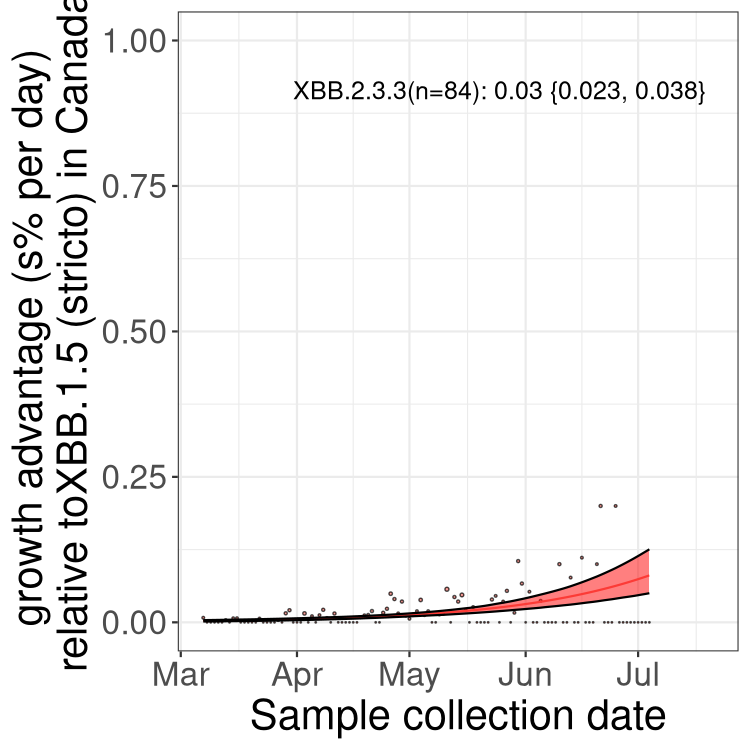 growth advantage (s% per day)
relative toXBB.1.5 (stricto) in Canada
1.00
0.75
0.50
0.25
0.00
XBB.2.3.3(n=84): 0.03 {0.023, 0.038}
Mar Apr May Jun Jul
Sample collection date